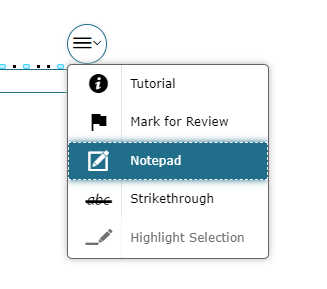 Tutorial
Mark for Review
Notepad
abc Strikethrough
Highlight Selection